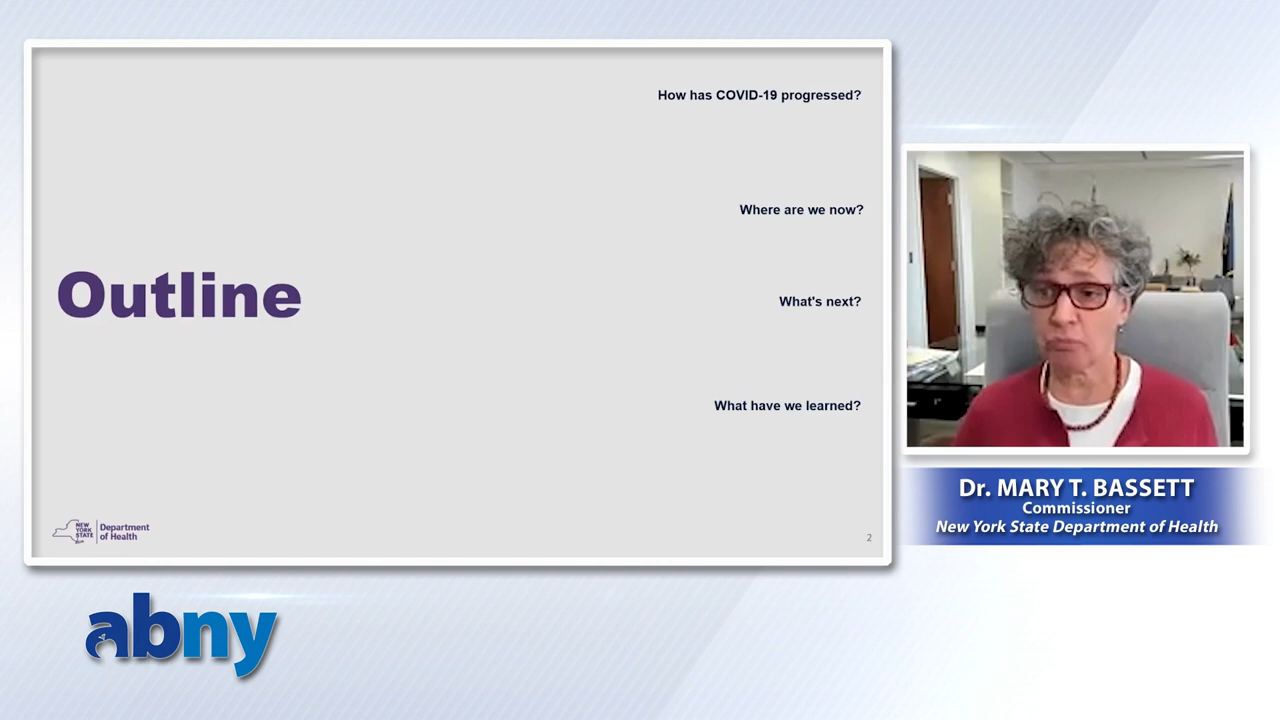 How has COVID-19 progressed?
Where are we now?
Outline
What's next?
What have we learned?
NEW
YORK
STATE
Department
of Health
2
Dr. MARY T. BASSETT
Commissioner
New York State Department of Health
abny